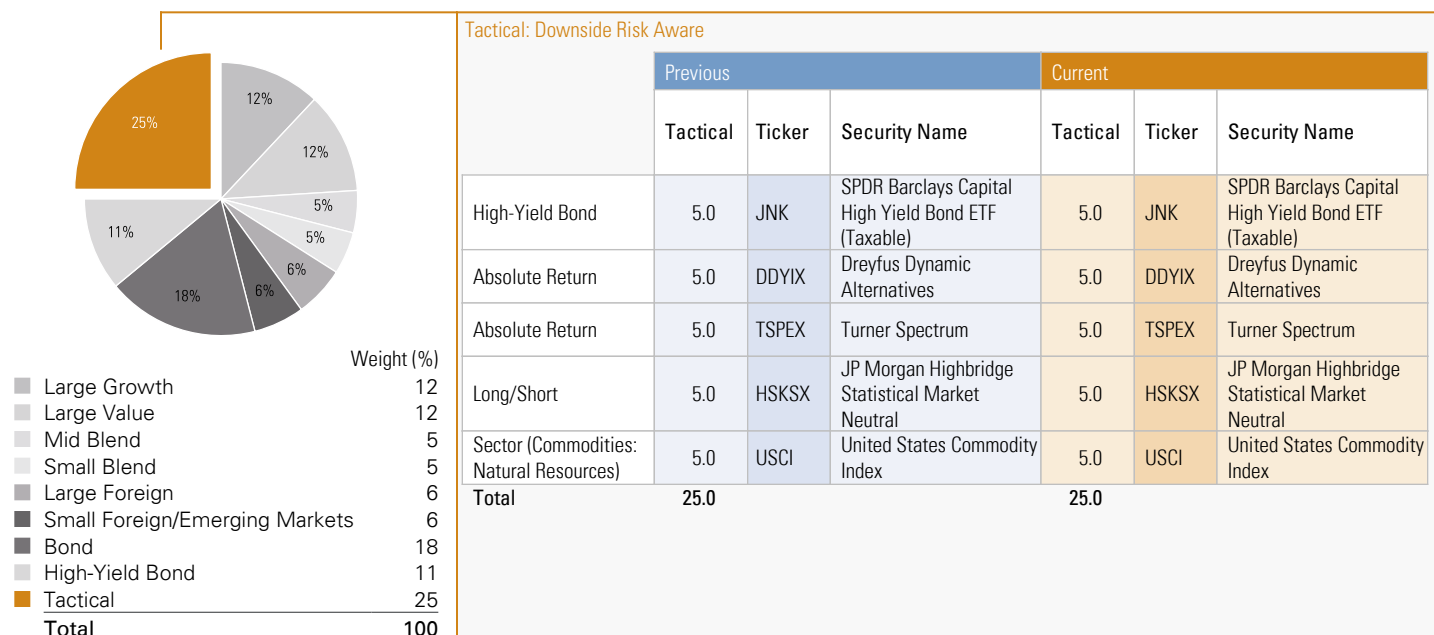 Tactical: Downside Risk Aware
25%
12%
12%
5%
5%
6%
6%
18%
11%
Weight (%)
Large Growth 12
Large Value 12
Mid Blend 5
Small Blend 5
Large Foreign 6
Small Foreign/Emerging Markets 6
Bond 18
High-Yield Bond 11
Tactical 25
Total 100
Previous Current
Tactical Ticker Security Name Tactical Ticker Security Name
High-Yield Bond 5.0 JNK SPDR Barclays Capital High Yield Bond ETF (Taxable) 5.0 JNK SPDR Barclays Capital High Yield Bond ETF (Taxable)
Absolute Return 5.0 DDYIX Dreyfus Dynamic Alternatives 5.0 DDYIX Dreyfus Dynamic Alternatives
Absolute Return 5.0 TSPEX Turner Spectrum 5.0 TSPEX Turner Spectrum
Long/Short 5.0 HSKSX JP Morgan Highbridge Statistical Market Neutral 5.0 HSKSX JP Morgan Highbridge Statistical Market Neutral
Sector (Commodities: Natural Resources) 5.0 USCI United States Commodity Index 5.0 USCI United States Commodity Index
Total 25.0 25.0